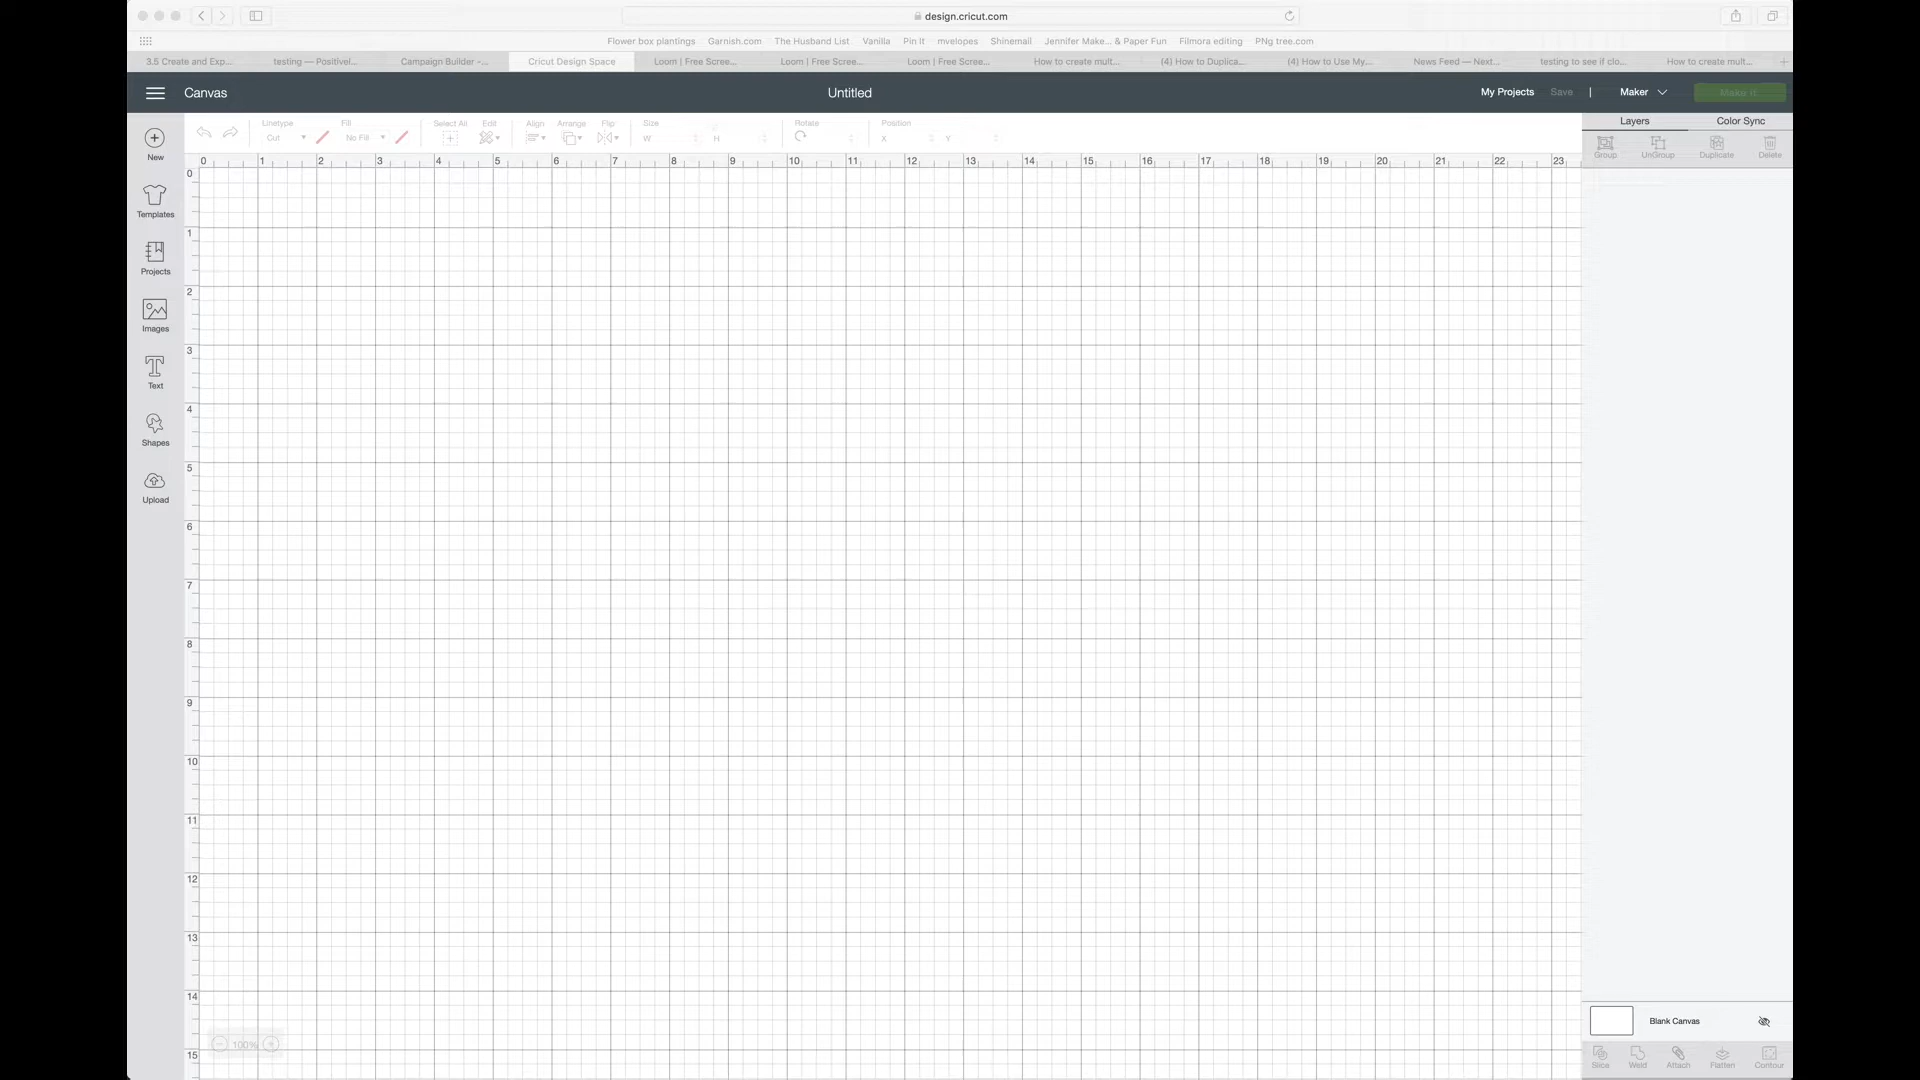 design.cricut.com
Flower box plantings Garnish.com The Husband List Vanilla Pin It mvelopes Shinemail Jennifer Make... & Paper Fun Filmora editing PNg tree.com
3.5 Create and Exp... testing — Positivel... Campaign Builder -... Cricut Design Space Loom | Free Scree... Loom | Free Scree... Loom | Free Scree... How to create mult... (4) How to Duplica... (4) How to Use My... News Feed — Next... testing to see if clo... How to create mult...
Canvas Untitled My Projects Save | Maker Make It
Linetype Fill Select All Edit Align Arrange Flip Size Rotate Position
Cut No Fill W H X Y
Layers Color Sync
Group UnGroup Duplicate Delete
0 1 2 3 4 5 6 7 8 9 10 11 12 13 14 15 16 17 18 19 20 21 22 23
New
Templates
Projects
Images
Text
Shapes
Upload
0
1
2
3
4
5
6
7
8
9
10
11
12
13
14
15
100%
Blank Canvas
Slice Weld Attach Flatten Contour